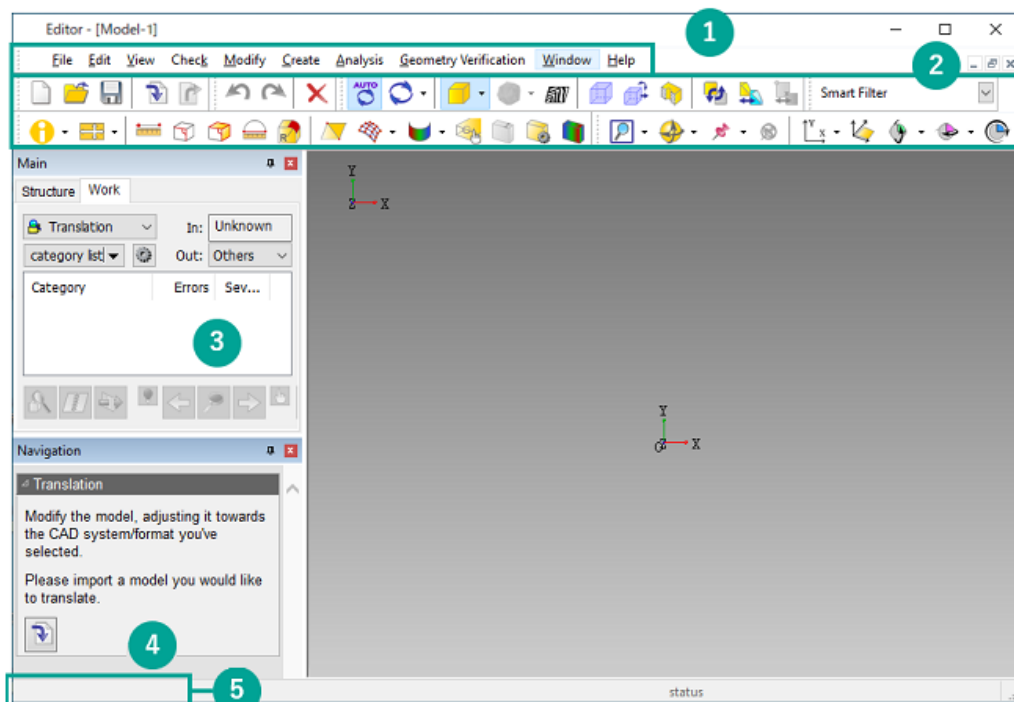 Editor - [Model-1]
1
File Edit View Check Modify Create Analysis Geometry Verification Window Help
2
AUTO
Smart Filter
Main
Structure Work
Translation In: Unknown
category list Out: Others
Category Errors Sev...
3
Navigation
Translation
Modify the model, adjusting it towards
the CAD system/format you've
selected.
Please import a model you would like
to translate.
4
5
status
Y
Z X
Y
X